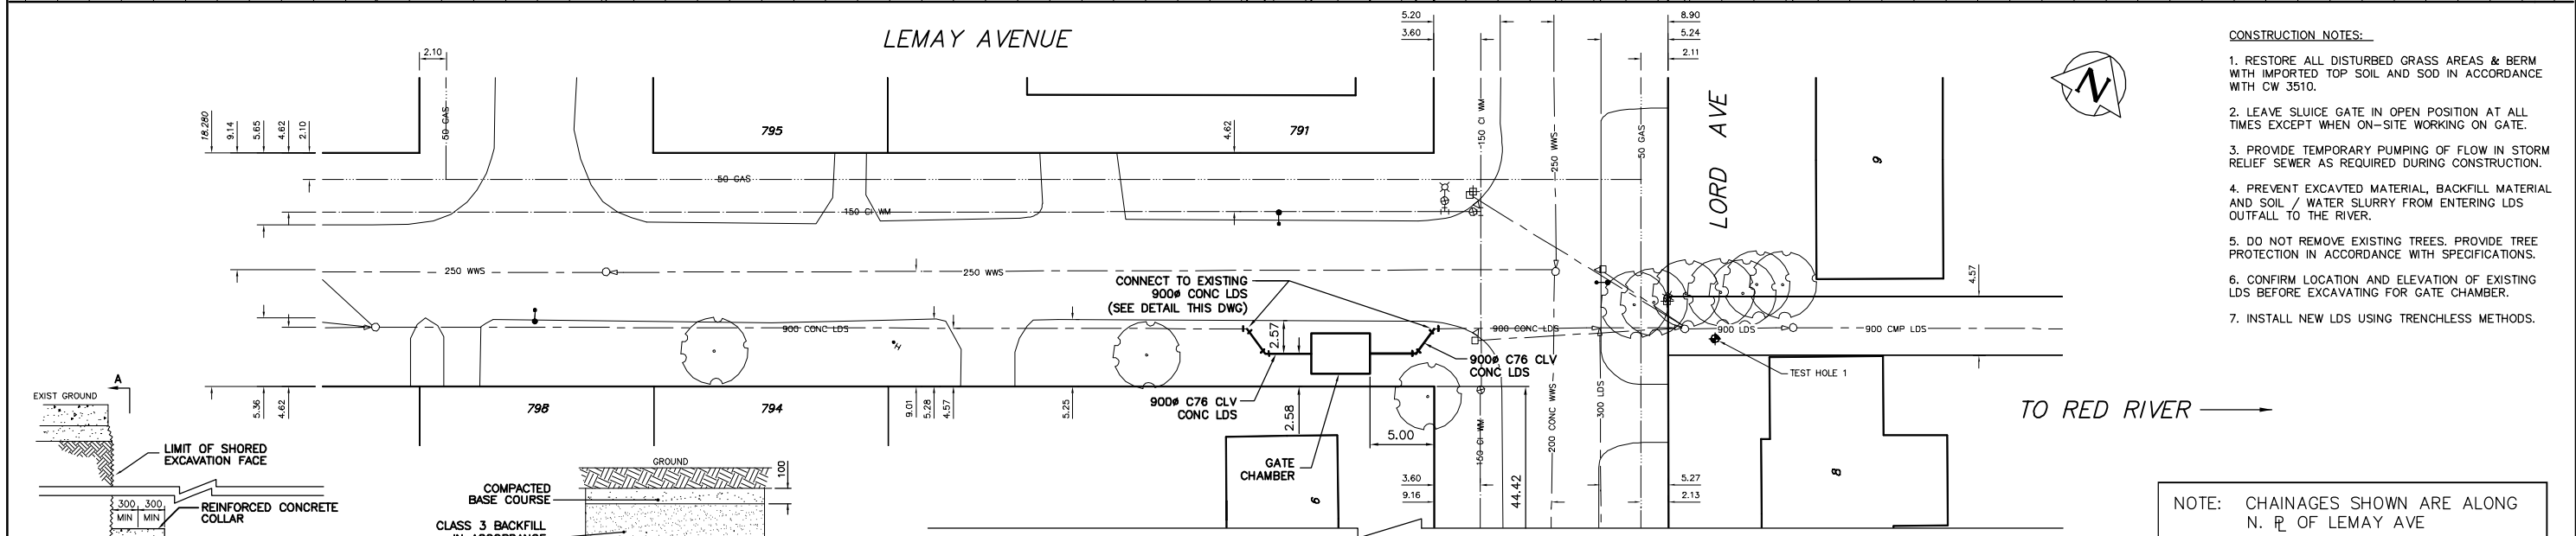 LEMAY AVENUE
5.20
3.60
8.90
5.24
2.11
2.10
18.280
9.14
5.65
4.62
2.10
50 GAS
795
4.62
791
150 CI WM
250 WWS
50 GAS
LORD AVE
9
N
50 GAS
150 CI WM
250 WWS
250 WWS
CONNECT TO EXISTING
900ø CONC LDS
(SEE DETAIL THIS DWG)
900 CONC LDS
2.57
900 CONC LDS
900 LDS
900 CMP LDS
4.57
H
900ø C76 CLV
CONC LDS
TEST HOLE 1
5.36
4.62
798
794
9.01
5.28
4.57
5.25
900ø C76 CLV
CONC LDS
2.58
5.00
GATE
CHAMBER
6
150 CI WM
44.42
200 CONC WWS
300 LDS
3.60
9.16
5.27
2.13
8
TO RED RIVER
A
EXIST GROUND
LIMIT OF SHORED
EXCAVATION FACE
300 300
MIN MIN
REINFORCED CONCRETE
COLLAR
GROUND
100
COMPACTED
BASE COURSE
CLASS 3 BACKFILL
IN ACCORDANCE
CONSTRUCTION NOTES:
1. RESTORE ALL DISTURBED GRASS AREAS & BERM
WITH IMPORTED TOP SOIL AND SOD IN ACCORDANCE
WITH CW 3510.
2. LEAVE SLUICE GATE IN OPEN POSITION AT ALL
TIMES EXCEPT WHEN ON-SITE WORKING ON GATE.
3. PROVIDE TEMPORARY PUMPING OF FLOW IN STORM
RELIEF SEWER AS REQUIRED DURING CONSTRUCTION.
4. PREVENT EXCAVTED MATERIAL, BACKFILL MATERIAL
AND SOIL / WATER SLURRY FROM ENTERING LDS
OUTFALL TO THE RIVER.
5. DO NOT REMOVE EXISTING TREES. PROVIDE TREE
PROTECTION IN ACCORDANCE WITH SPECIFICATIONS.
6. CONFIRM LOCATION AND ELEVATION OF EXISTING
LDS BEFORE EXCAVATING FOR GATE CHAMBER.
7. INSTALL NEW LDS USING TRENCHLESS METHODS.
NOTE: CHAINAGES SHOWN ARE ALONG
N. ⅊ OF LEMAY AVE